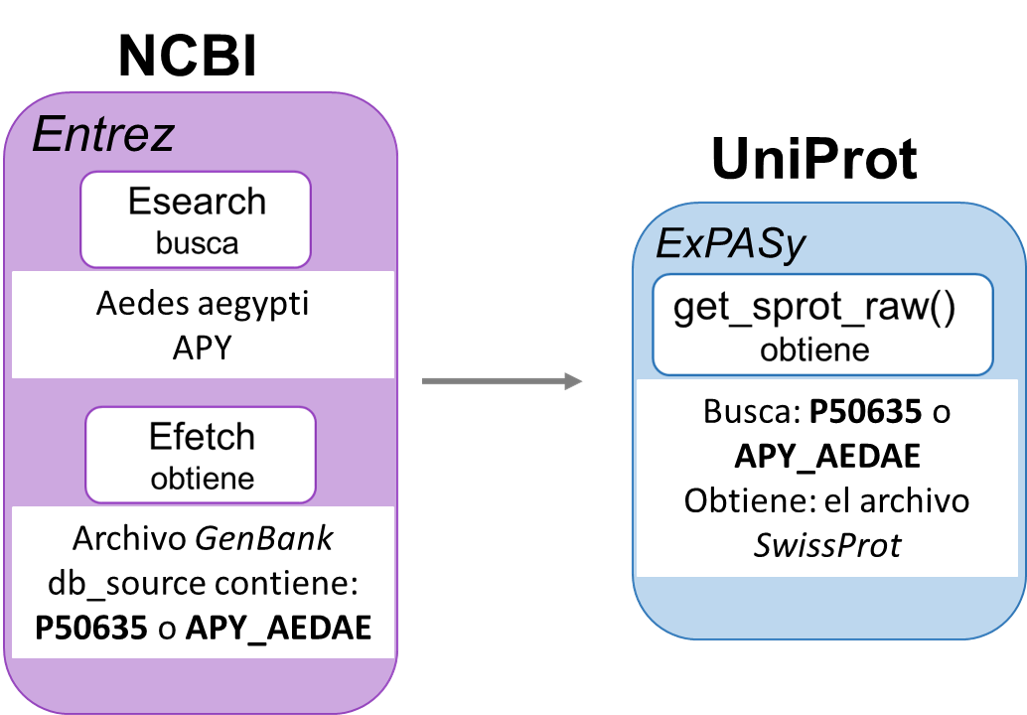 NCBI
Entrez
Esearch
busca
Aedes aegypti
APY
Efetch
obtiene
Archivo GenBank
db_source contiene:
P50635 o APY_AEDAE
UniProt
ExPASy
get_sprot_raw()
obtiene
Busca: P50635 o
APY_AEDAE
Obtiene: el archivo
SwissProt